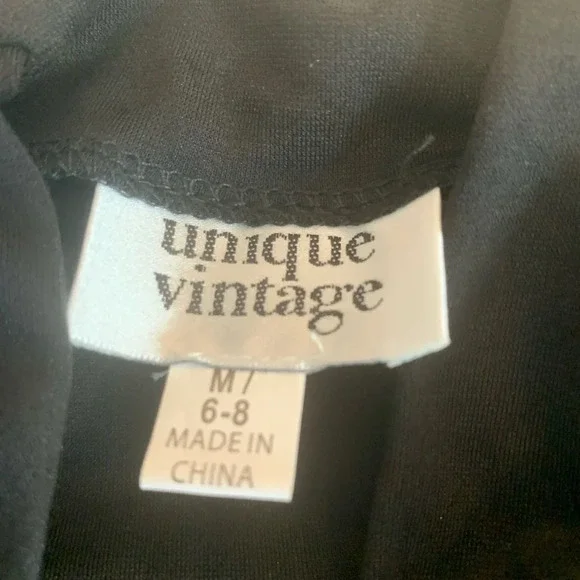 unique
vintage
M /
6-8
MADE IN
CHINA